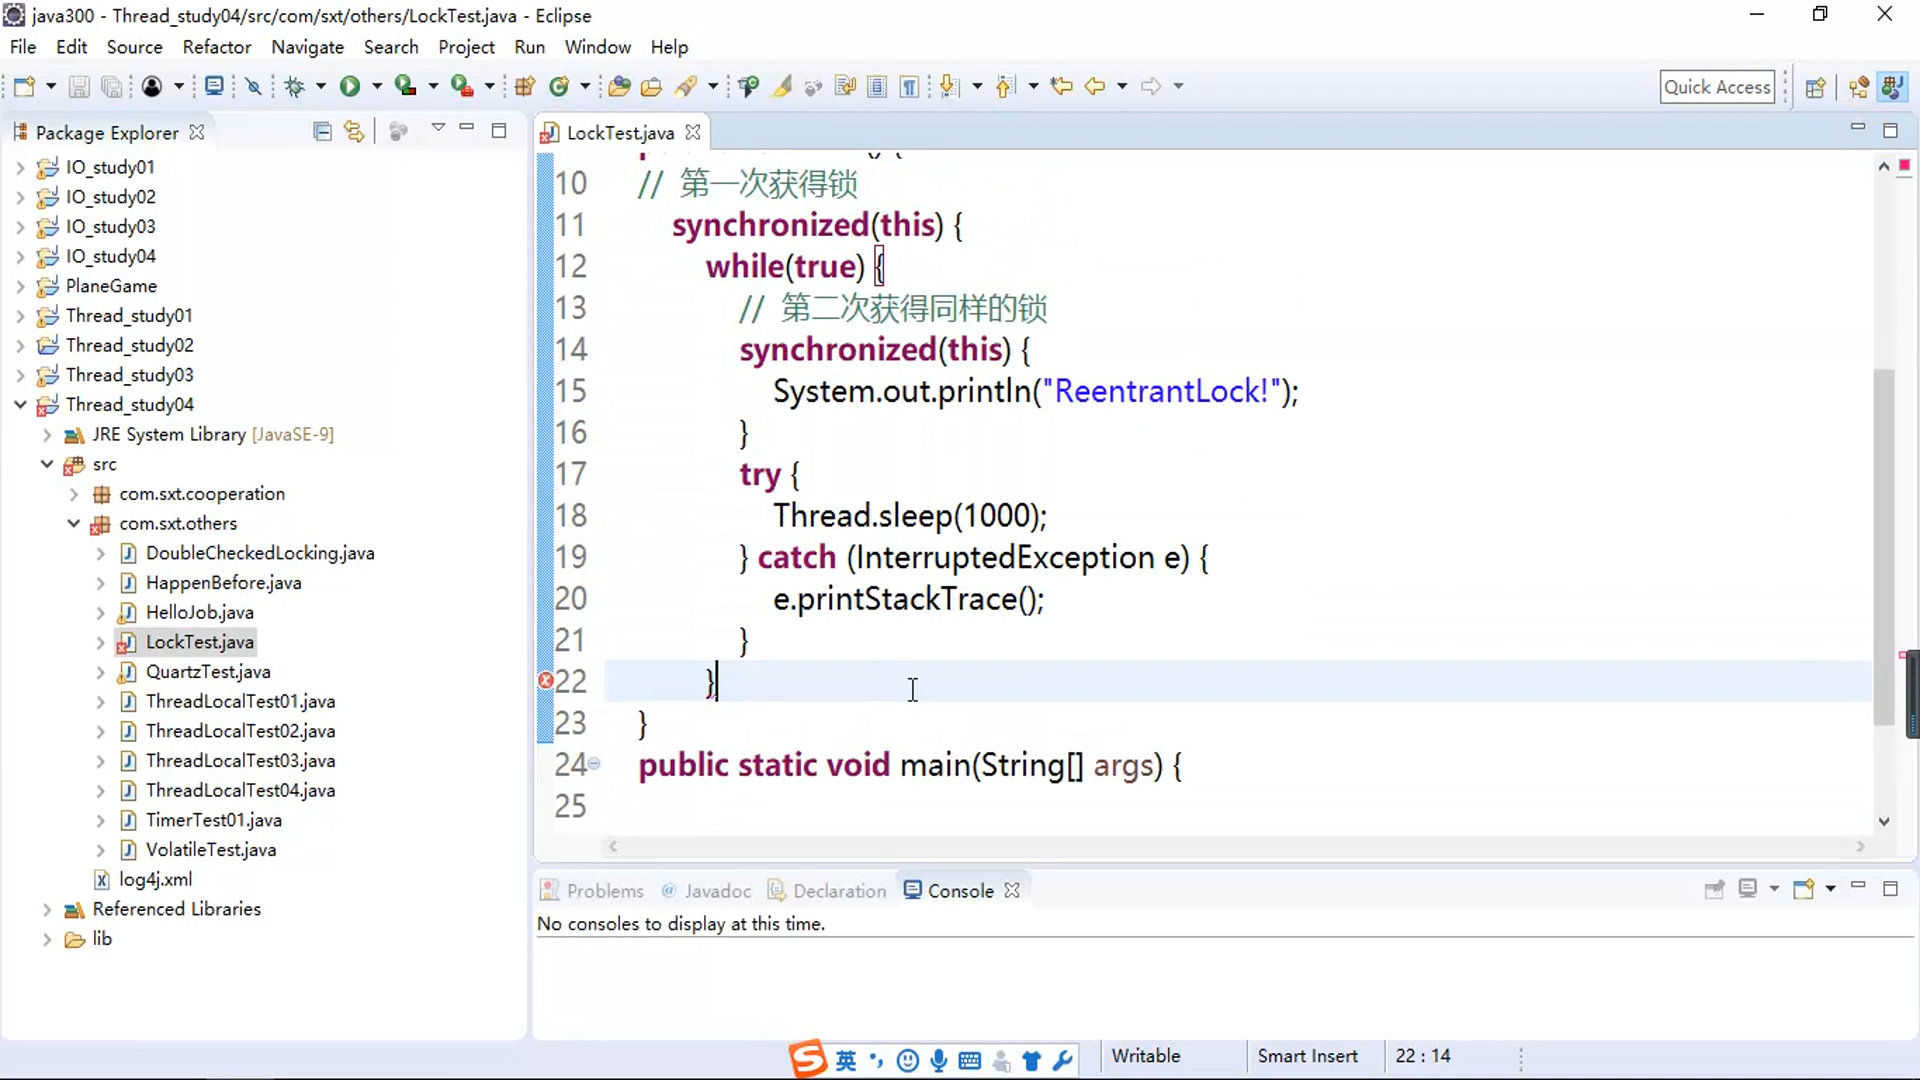 java300 - Thread_study04/src/com/sxt/others/LockTest.java - Eclipse
File Edit Source Refactor Navigate Search Project Run Window Help
Quick Access
Package Explorer
IO_study01
IO_study02
IO_study03
IO_study04
PlaneGame
Thread_study01
Thread_study02
Thread_study03
Thread_study04
JRE System Library [JavaSE-9]
src
com.sxt.cooperation
com.sxt.others
DoubleCheckedLocking.java
HappenBefore.java
HelloJob.java
LockTest.java
QuartzTest.java
ThreadLocalTest01.java
ThreadLocalTest02.java
ThreadLocalTest03.java
ThreadLocalTest04.java
TimerTest01.java
VolatileTest.java
log4j.xml
Referenced Libraries
lib
LockTest.java
10 // 第一次获得锁
11 synchronized(this) {
12 while(true) {
13 // 第二次获得同样的锁
14 synchronized(this) {
15 System.out.println("ReentrantLock!");
16 }
17 try {
18 Thread.sleep(1000);
19 } catch (InterruptedException e) {
20 e.printStackTrace();
21 }
22 }
23 }
24 public static void main(String[] args) {
25
Problems @ Javadoc Declaration Console
No consoles to display at this time.
英
Writable Smart Insert 22 : 14